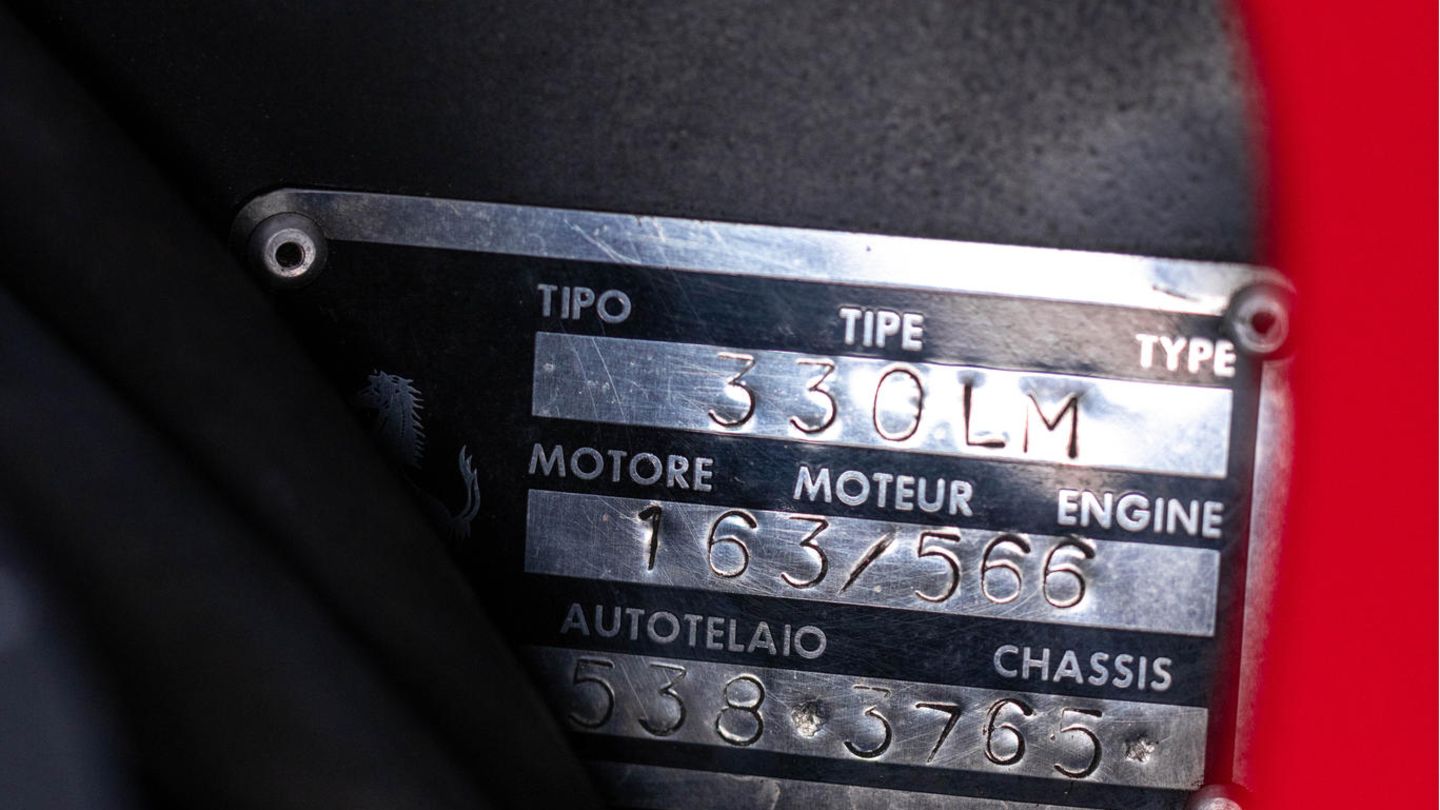 TIPO TIPE TYPE
330LM
MOTORE MOTEUR ENGINE
163/566
AUTOTELAIO CHASSIS
538*3765*